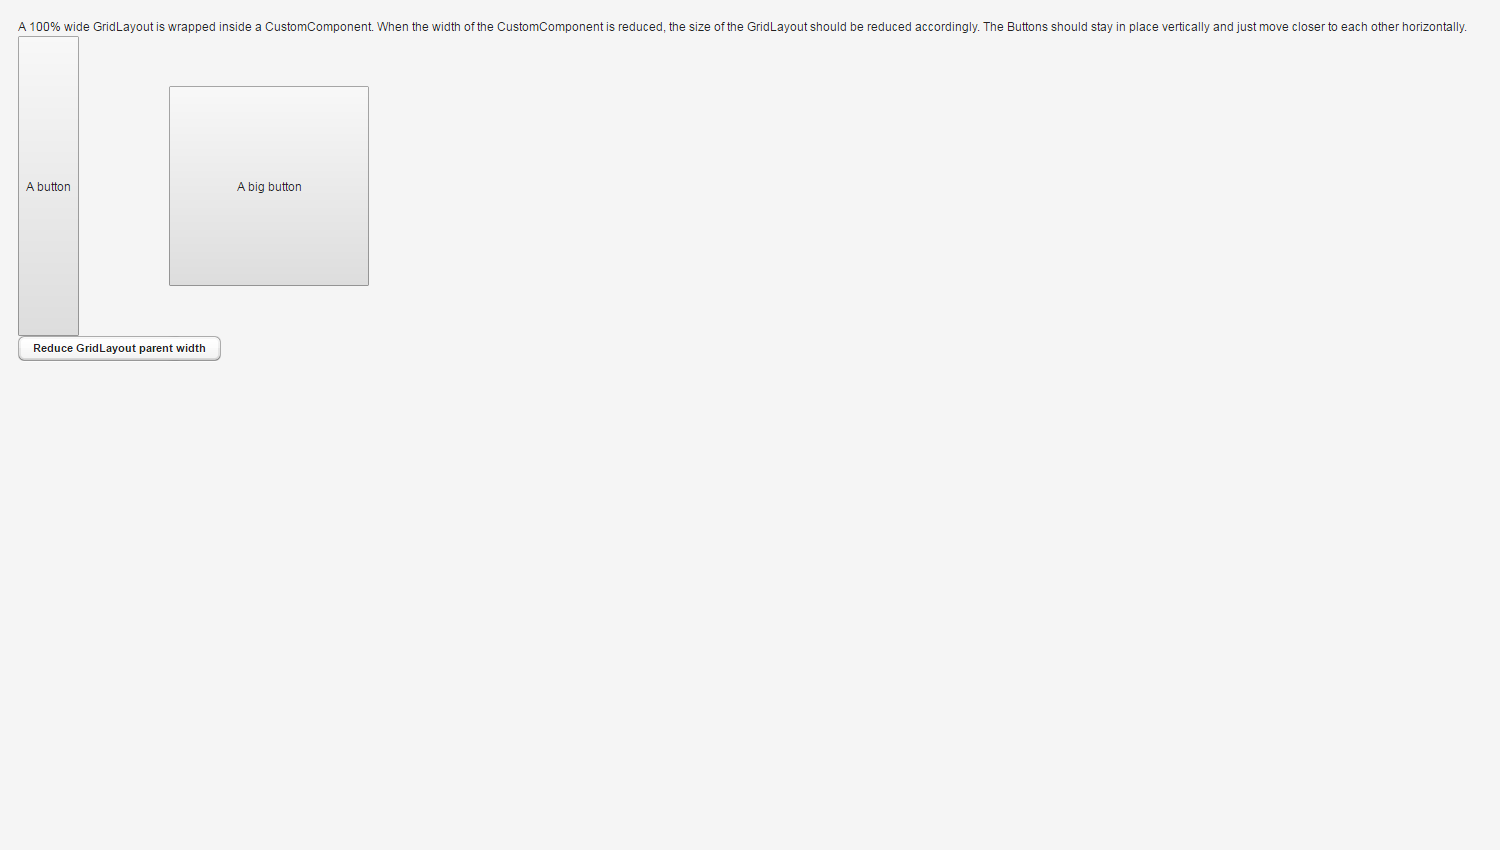 A 100% wide GridLayout is wrapped inside a CustomComponent. When the width of the CustomComponent is reduced, the size of the GridLayout should be reduced accordingly. The Buttons should stay in place vertically and just move closer to each other horizontally.
A button
A big button
Reduce GridLayout parent width